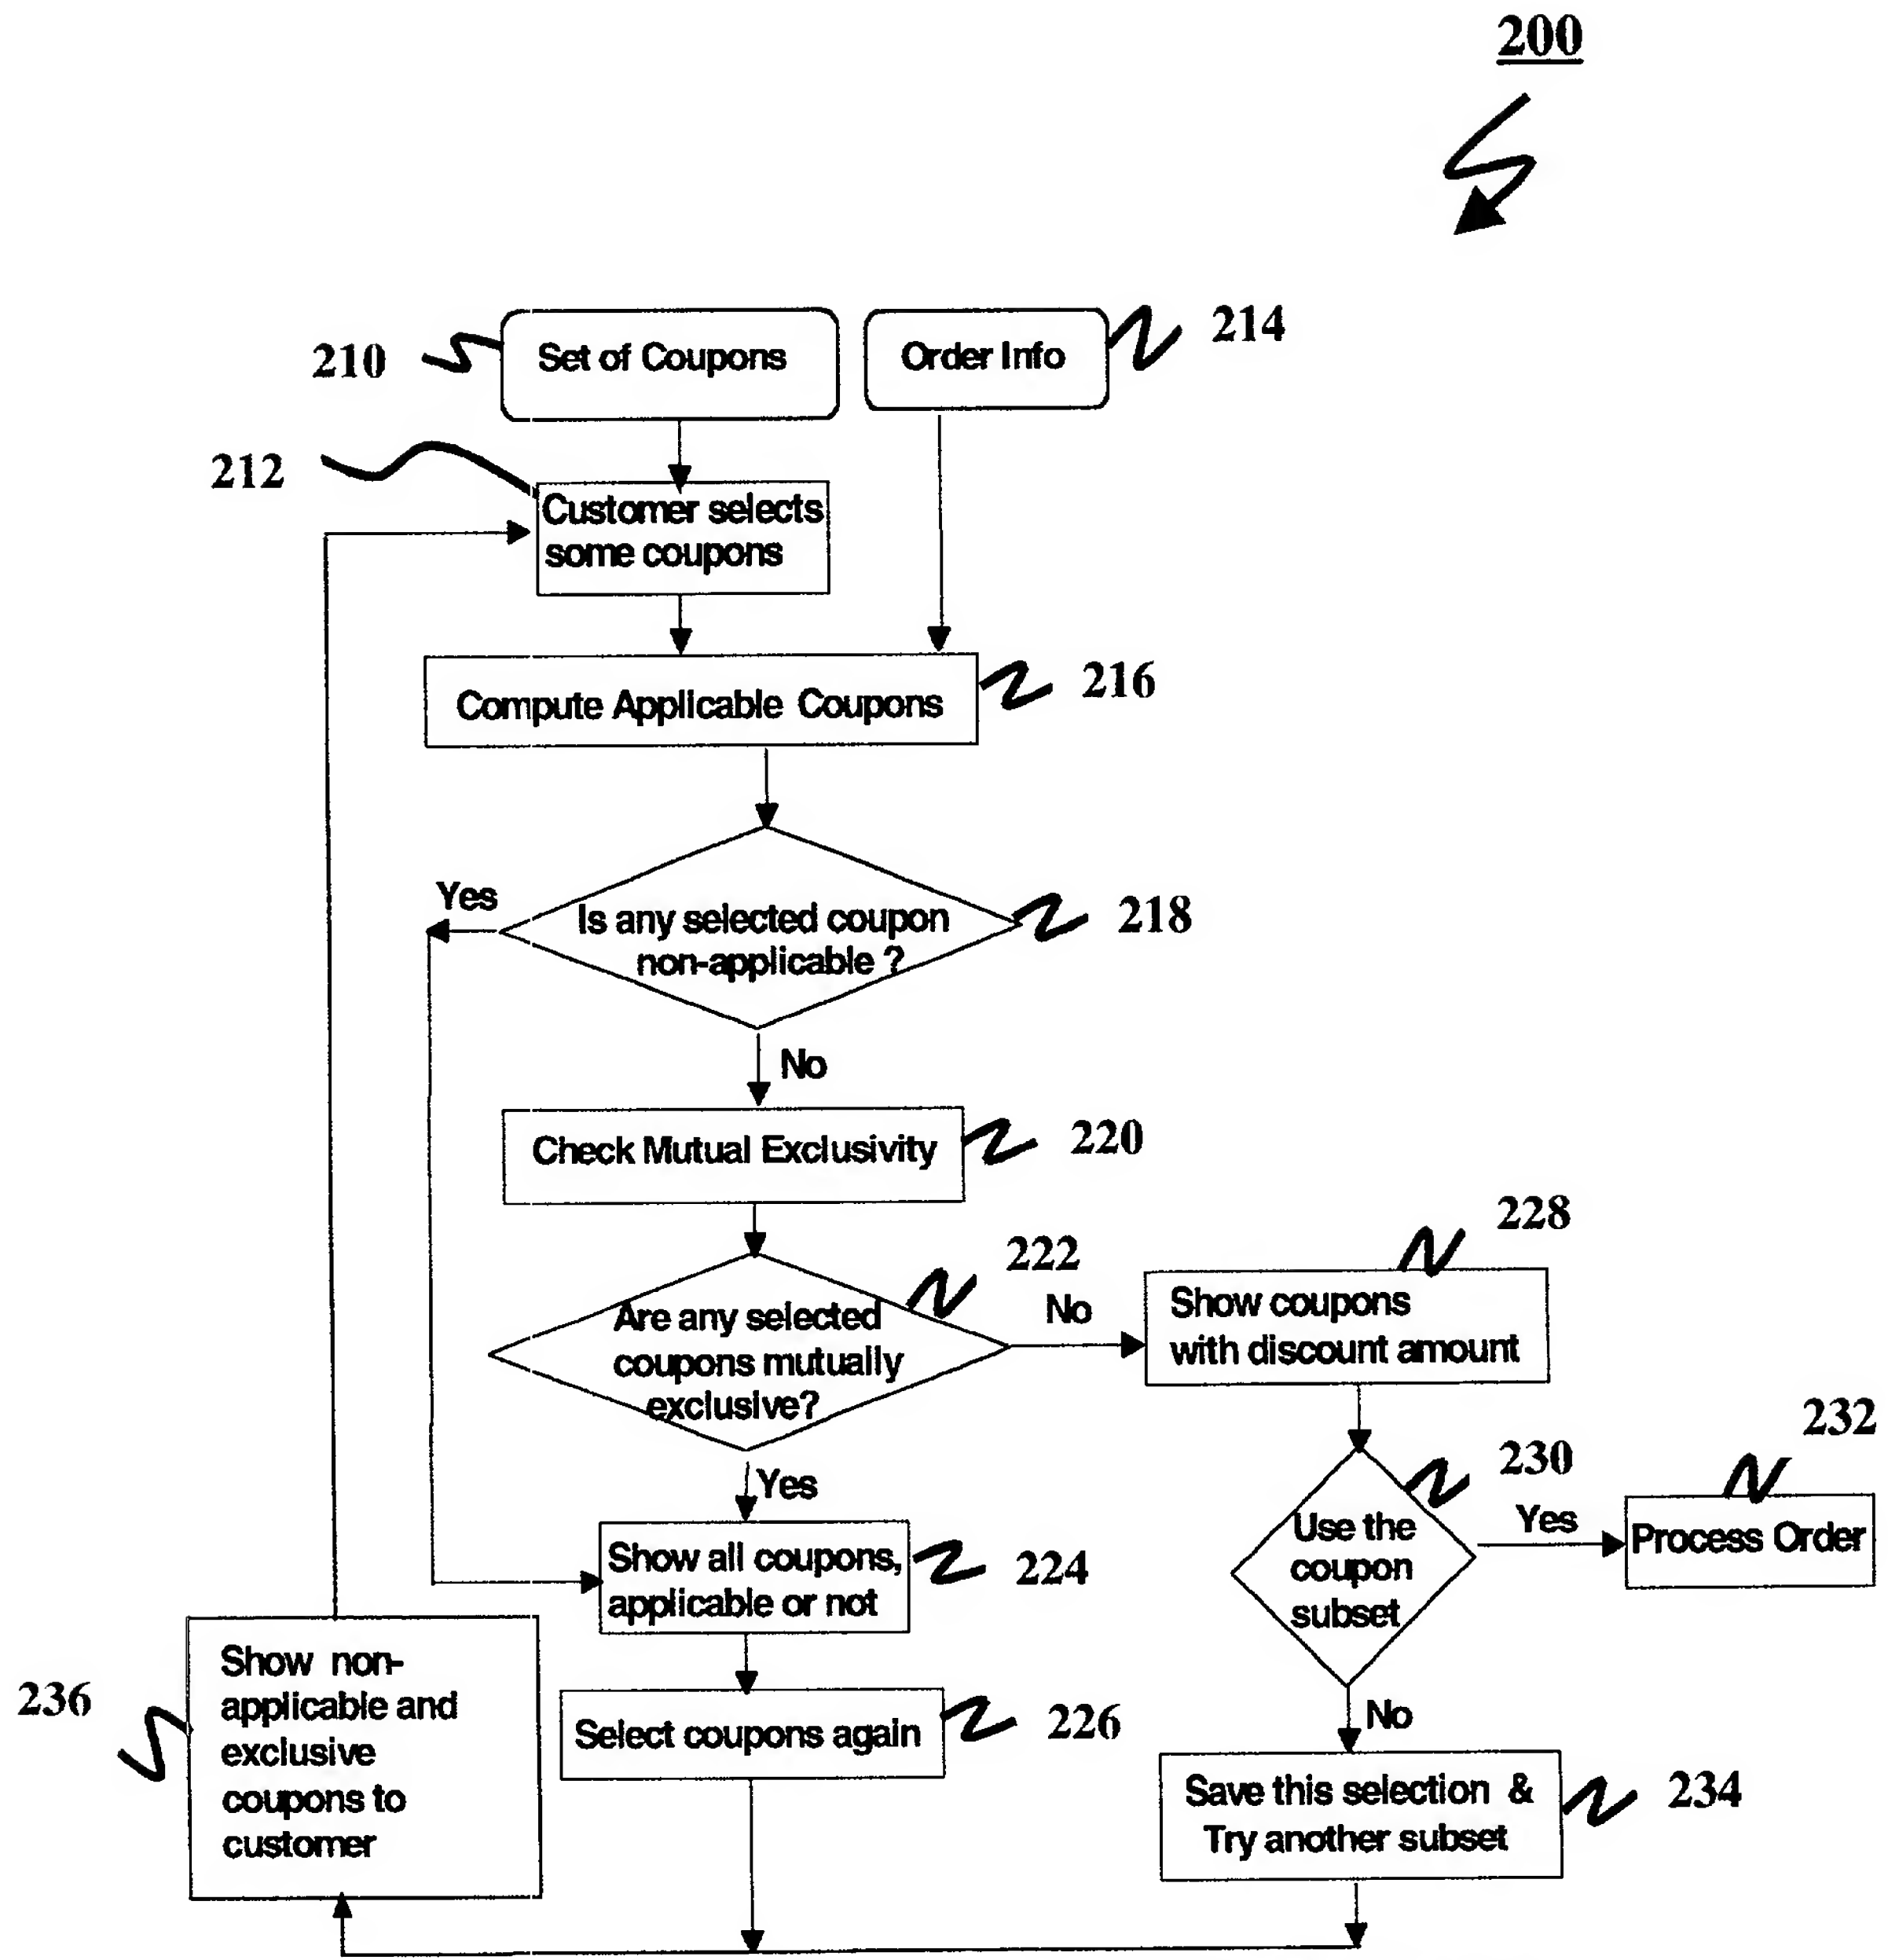 200
214
210
Set of Coupons
Order Info
212
Customer selects
some coupons
216
Compute Applicable Coupons
Yes
218
Is any selected coupon
non-applicable ?
No
220
Check Mutual Exclusivity
228
222
No
Are any selected
coupons mutually
exclusive?
Show coupons
with discount amount
232
230
Yes
Yes
Use the
coupon
subset
Process Order
Show all coupons,
applicable or not
224
236
Show non-
applicable and
exclusive
coupons to
customer
Select coupons again
226
No
Save this selection &
Try another subset
234